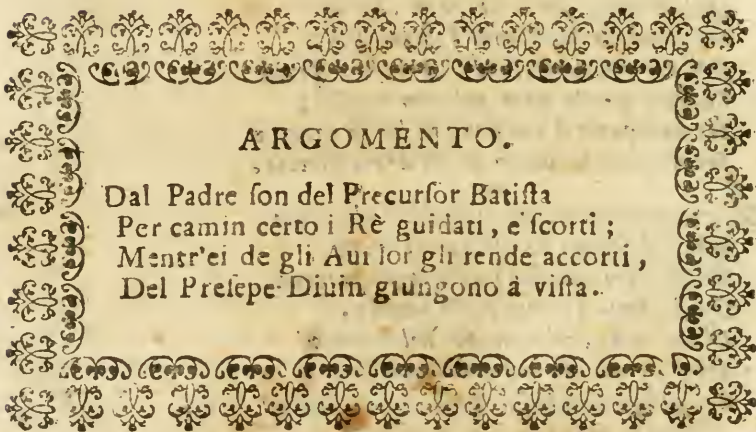 ARGOMENTO.
Dal Padre ſon del Precurſor Batiſta
Per camin certo i Rè guidati, e ſcorti;
Mentr'ei de gli Aui lor gli rende accorti,
Del Preſepe Diuin giungono à viſta.